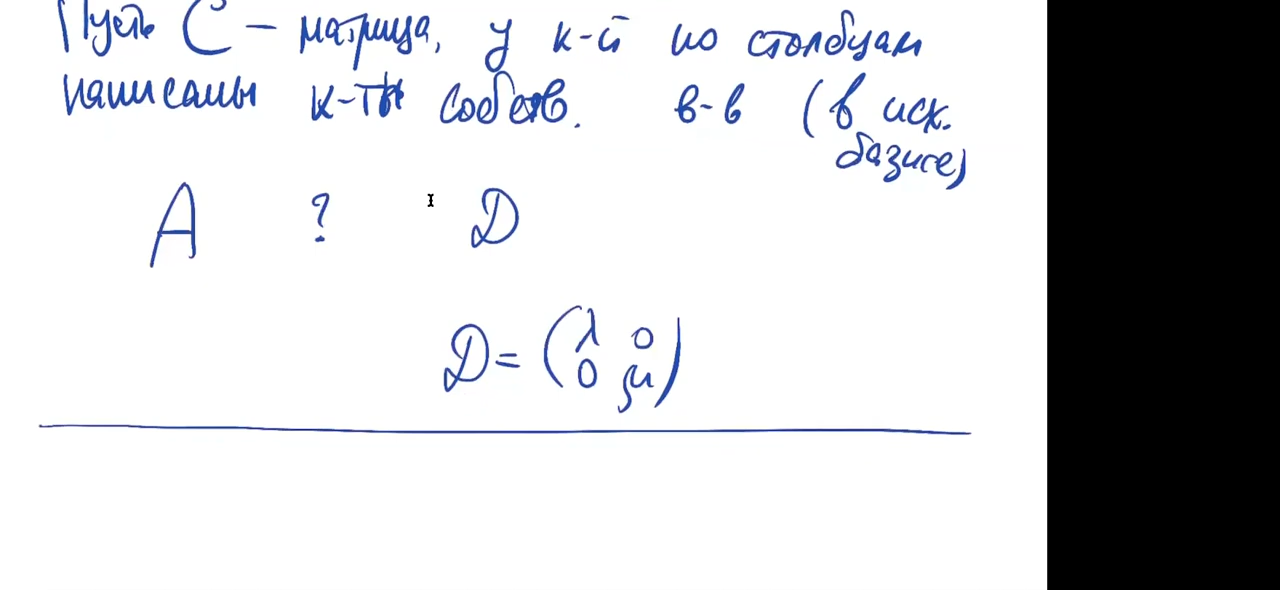 Пусть C – матрица, у к-й по столбцам
написаны к-ты собств. в-в (в исх.
базисе)
A ? D
D = (λ 0
0 μ)